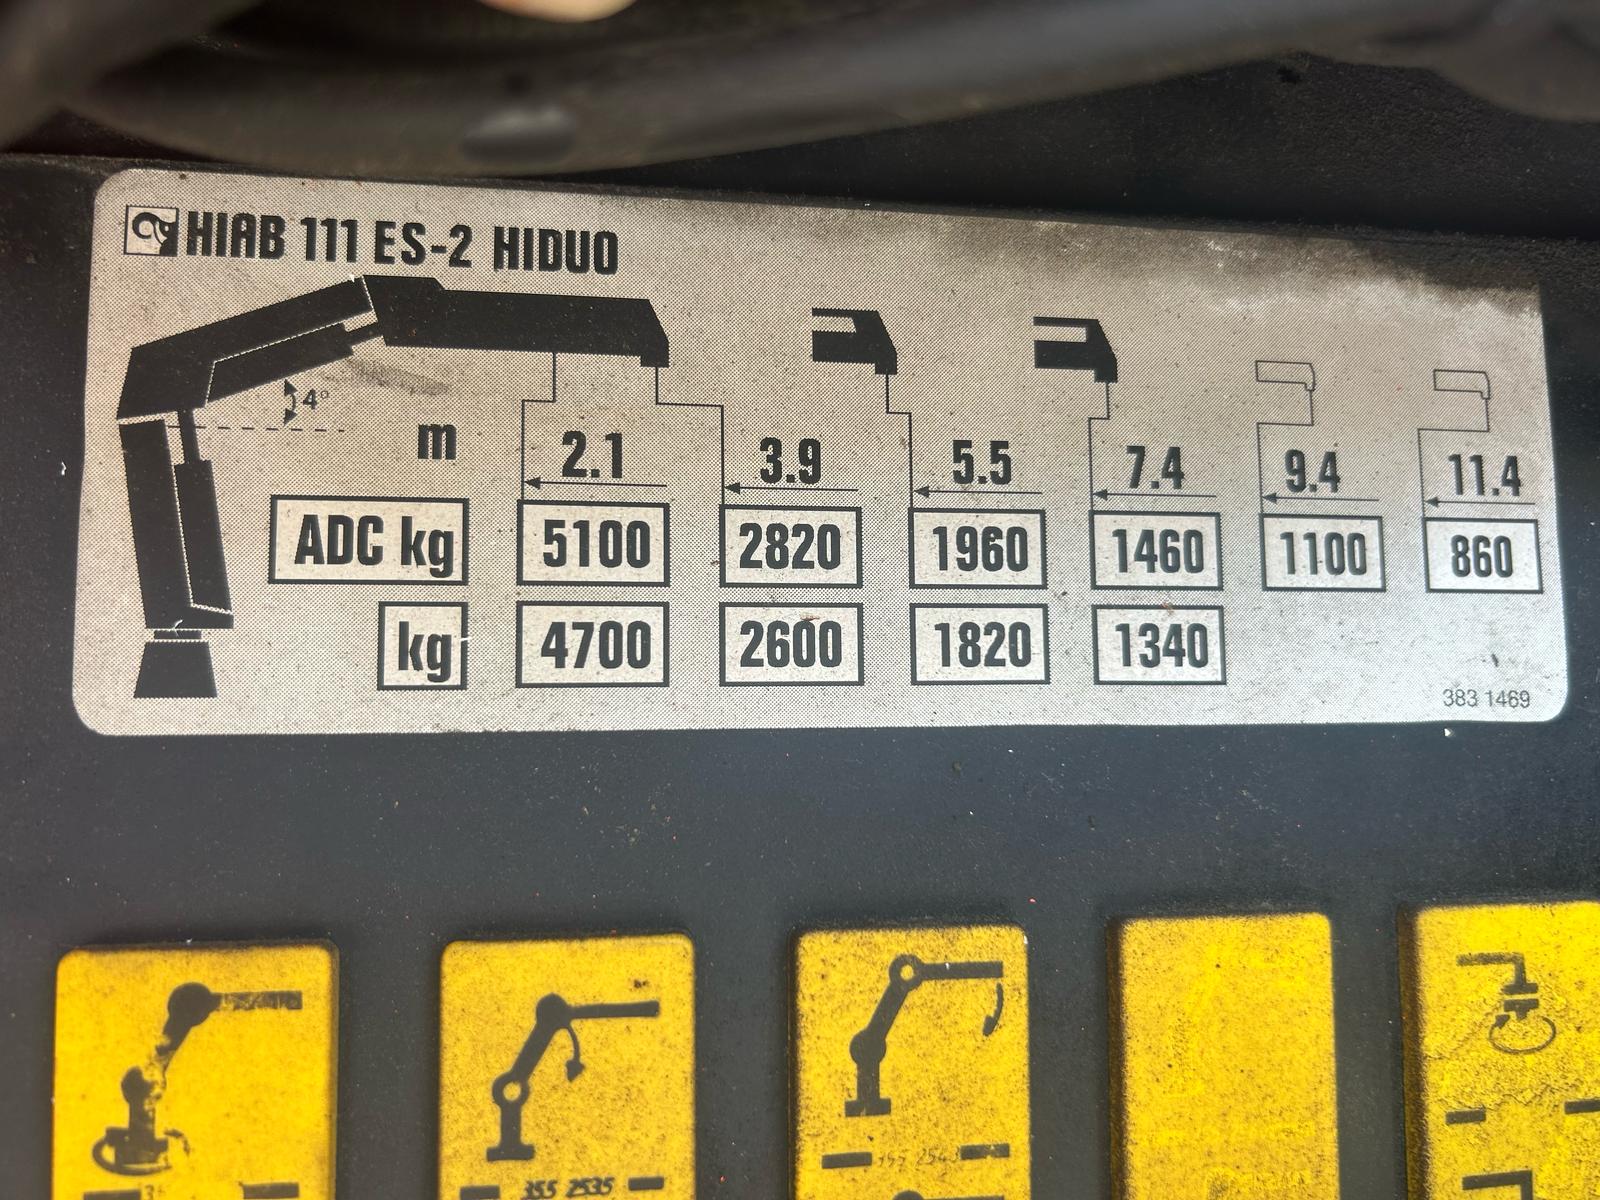 HIAB 111 ES-2 HIDUO
4°
m 2.1 3.9 5.5 7.4 9.4 11.4
ADC kg 5100 2820 1960 1460 1100 860
kg 4700 2600 1820 1340
383 1469
355 2535